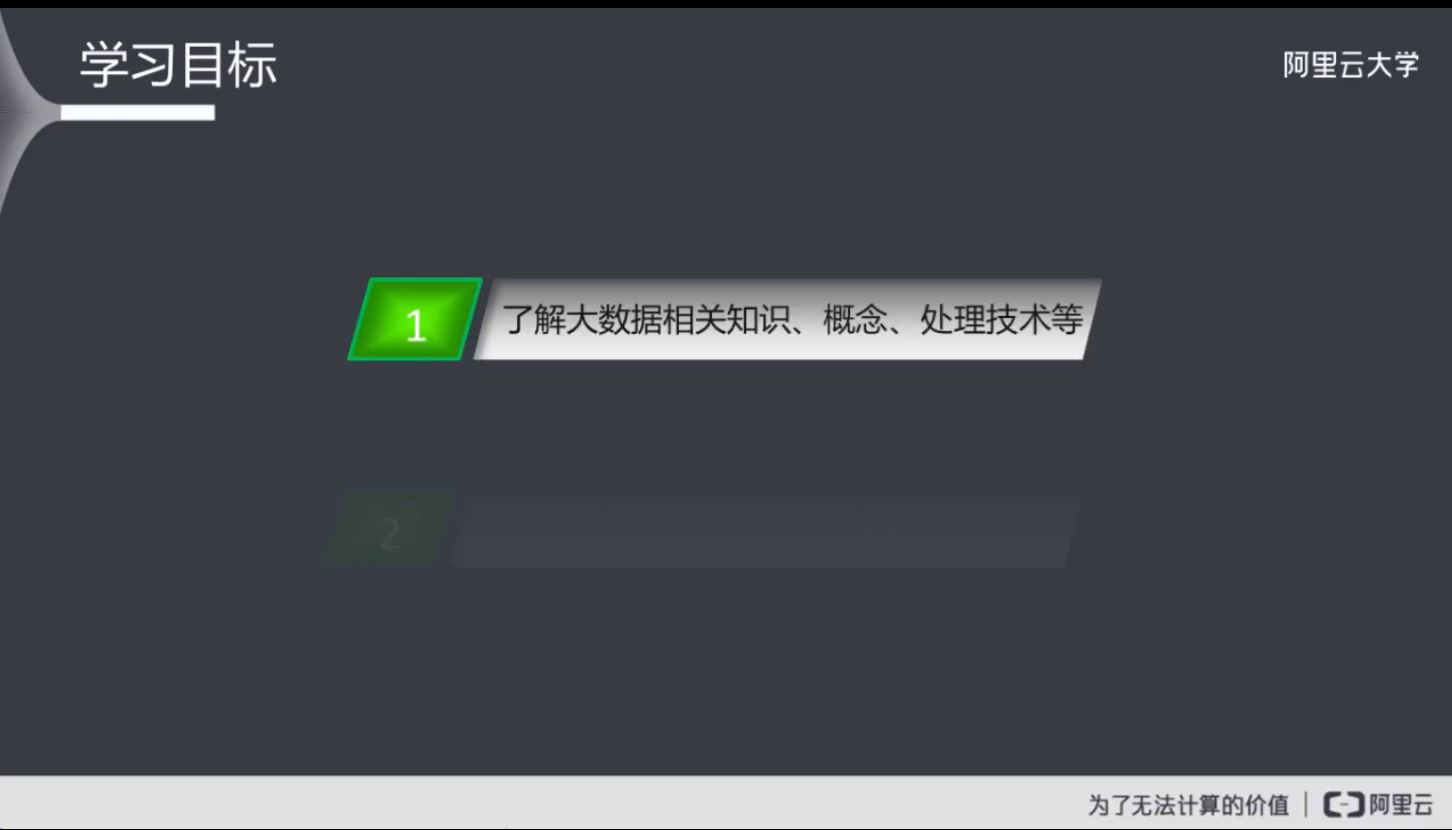 学习目标
阿里云大学
1
了解大数据相关知识、概念、处理技术等
2
为了无法计算的价值 | 阿里云